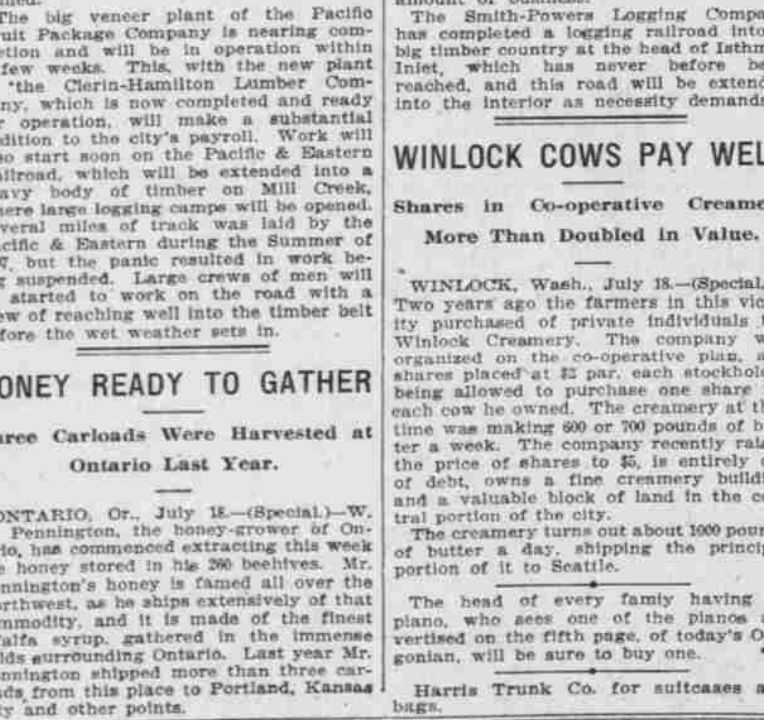 The big veneer plant of the Pacific
uit Package Company is nearing com-
etion and will be in operation within
few weeks. This, with the new plant
"the Clerin-Hamilton Lumber Com-
ny, which is now completed and ready
r operation, will make a substantial
dition to the city's payroll. Work will
so start soon on the Pacific & Eastern
ailroad, which will be extended into a
avy body of timber on Mill Creek,
here large logging camps will be opened.
veral miles of track was laid by the
cific & Eastern during the Summer of
7, but the panic resulted in work be-
g suspended. Large crews of men will
started to work on the road with a
ew of reaching well into the timber belt
fore the wet weather sets in.
ONEY READY TO GATHER
ree Carloads Were Harvested at
Ontario Last Year.
ONTARIO, Or., July 18.—(Special.)—W.
Pennington, the honey-grower of On-
rio, has commenced extracting this week
e honey stored in his 260 beehives. Mr.
nnington's honey is famed all over the
orthwest, as he ships extensively of that
mmodity, and it is made of the finest
falfa syrup, gathered in the immense
lds surrounding Ontario. Last year Mr.
nnington shipped more than three car-
ads from this place to Portland, Kansas
ty and other points.
amount of business.
The Smith-Powers Logging Compa
has completed a logging railroad into
big timber country at the head of Isthm
Inlet, which has never before be
reached, and this road will be extend
into the interior as necessity demands
WINLOCK COWS PAY WEL
Shares in Co-operative Creame
More Than Doubled in Value.
WINLOCK, Wash., July 18.—(Special.
Two years ago the farmers in this vic
ity purchased of private individuals t
Winlock Creamery. The company w
organized on the co-operative plan, a
shares placed at $2 par, each stockhol
being allowed to purchase one share
each cow he owned. The creamery at th
time was making 600 or 700 pounds of b
ter a week. The company recently rais
the price of shares to $5, is entirely o
of debt, owns a fine creamery buildi
and a valuable block of land in the ce
tral portion of the city.
The creamery turns out about 1000 poun
of butter a day, shipping the princip
portion of it to Seattle.
The head of every famiy having
piano, who sees one of the pianos a
vertised on the fifth page, of today's O
gonian, will be sure to buy one.
Harris Trunk Co. for suitcases a
bags.